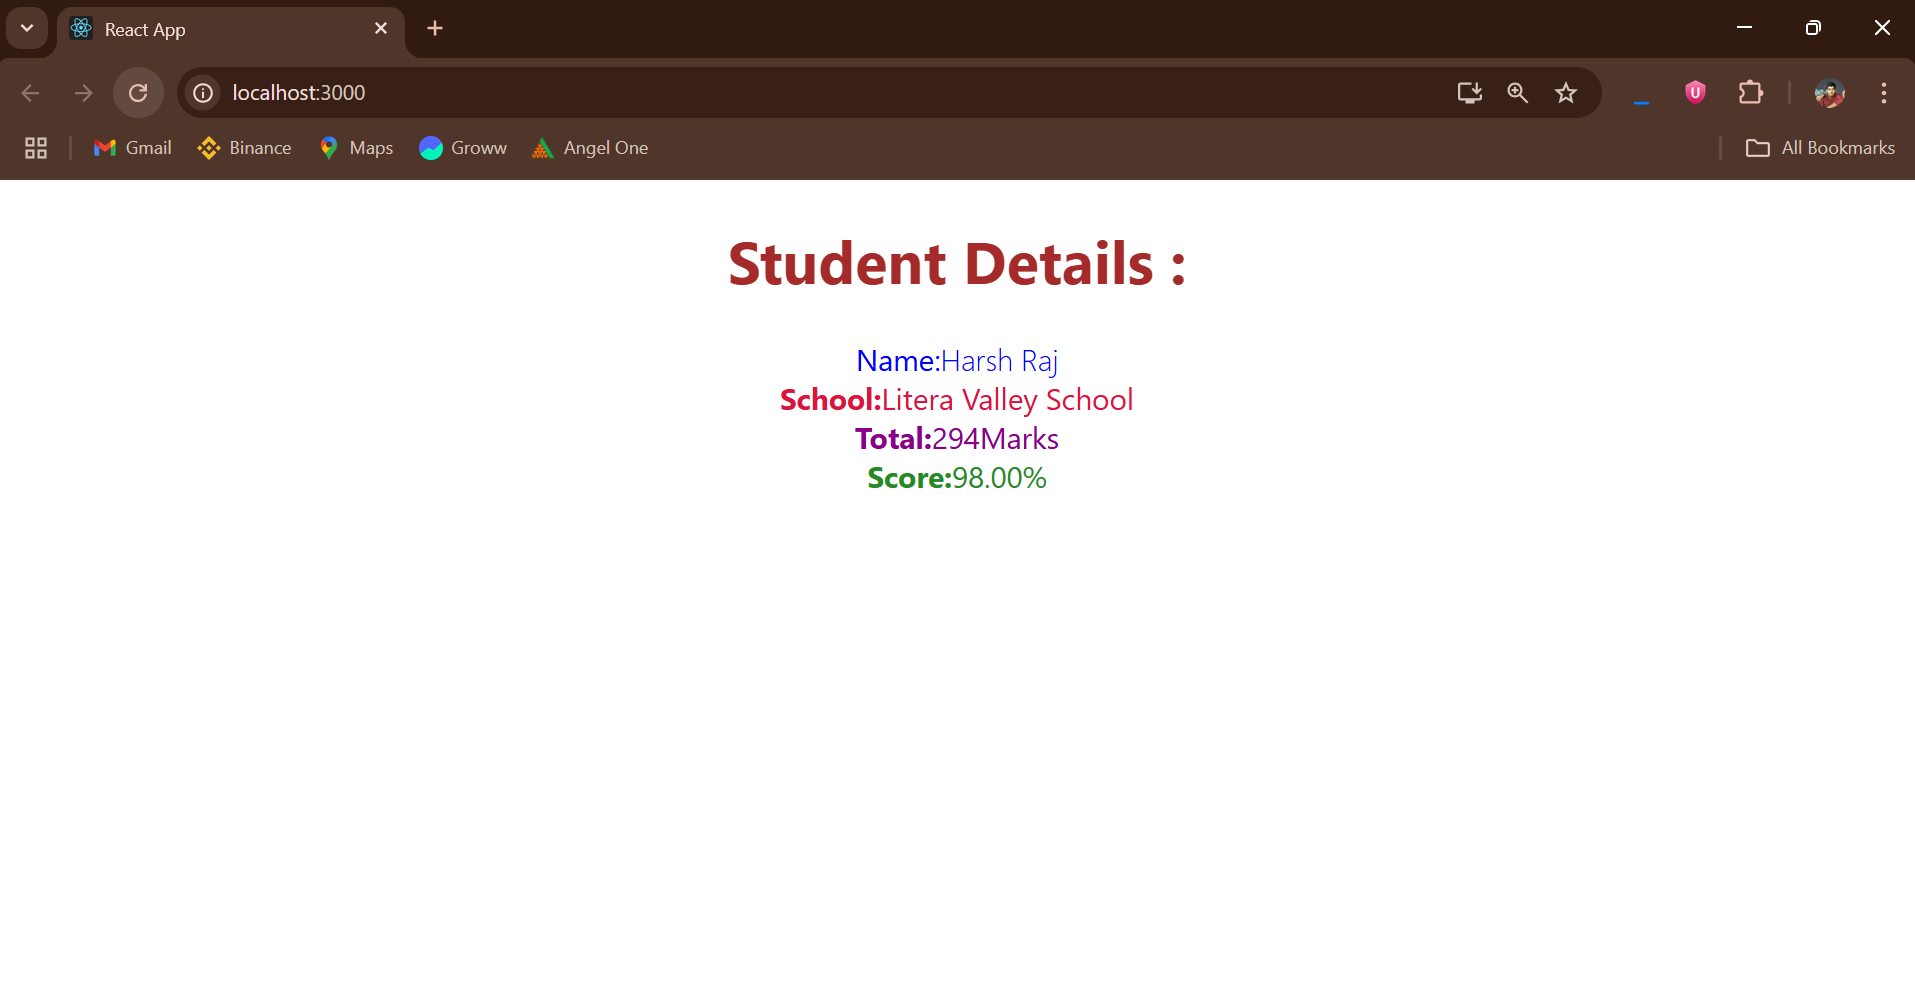 React App
localhost:3000
Gmail Binance Maps Groww Angel One All Bookmarks
Student Details :
Name:Harsh Raj
School:Litera Valley School
Total:294Marks
Score:98.00%